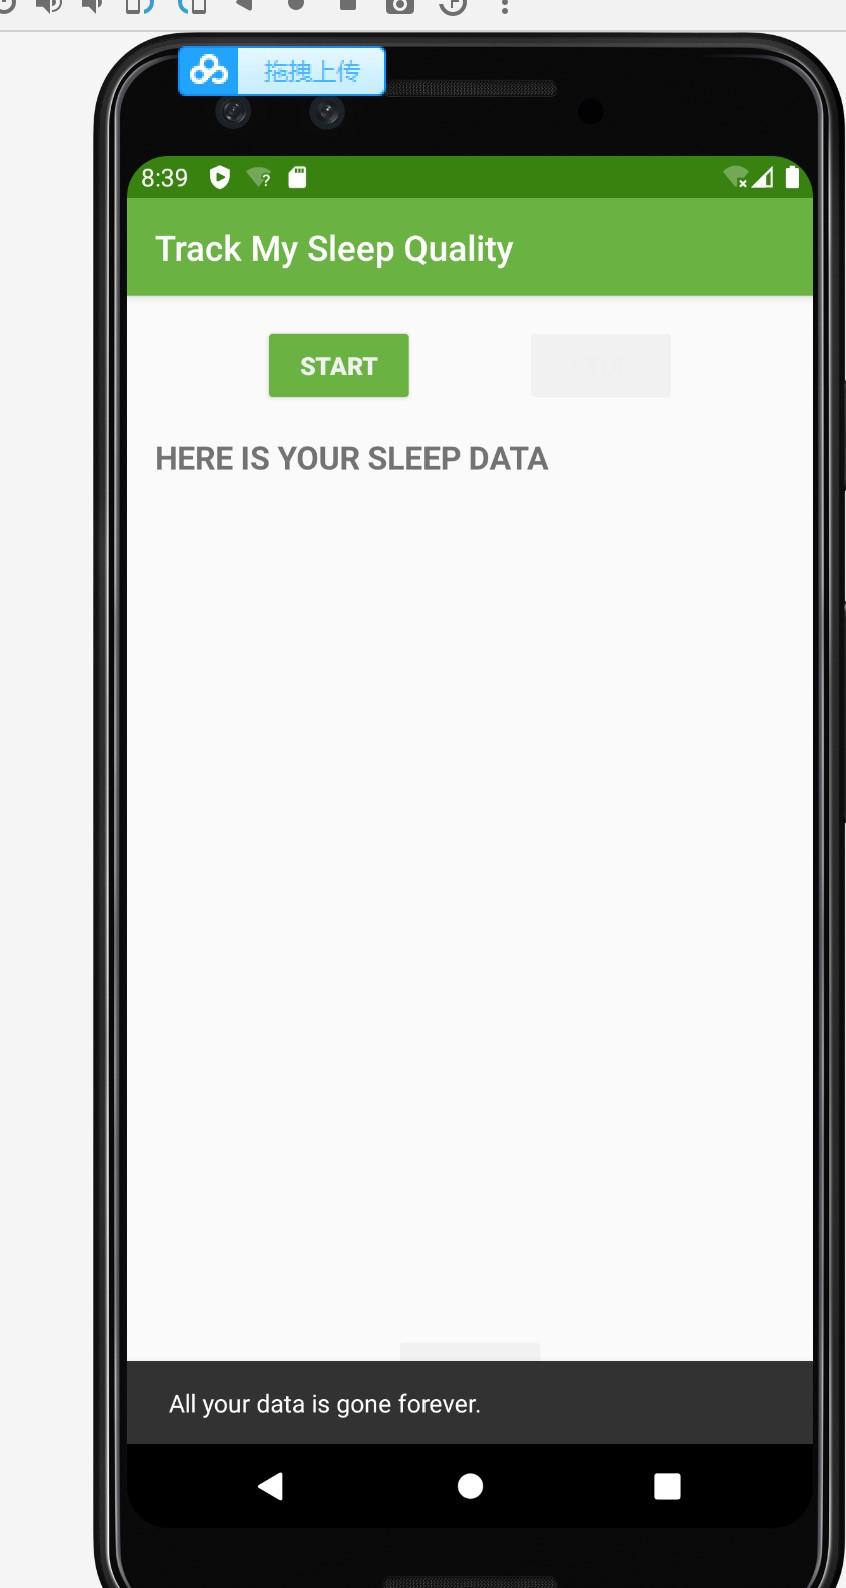 拖拽上传
8:39
Track My Sleep Quality
START
HERE IS YOUR SLEEP DATA
All your data is gone forever.